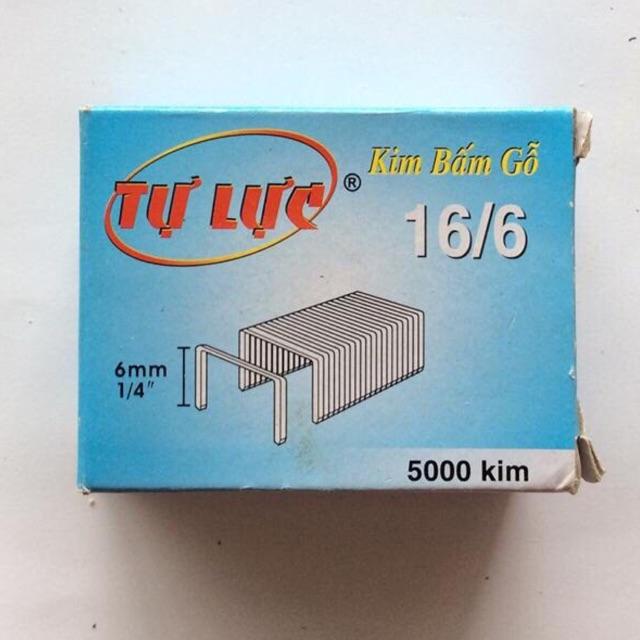 TỰ LỰC ®
Kim Bấm Gỗ
16/6
6mm
1/4"
5000 kim